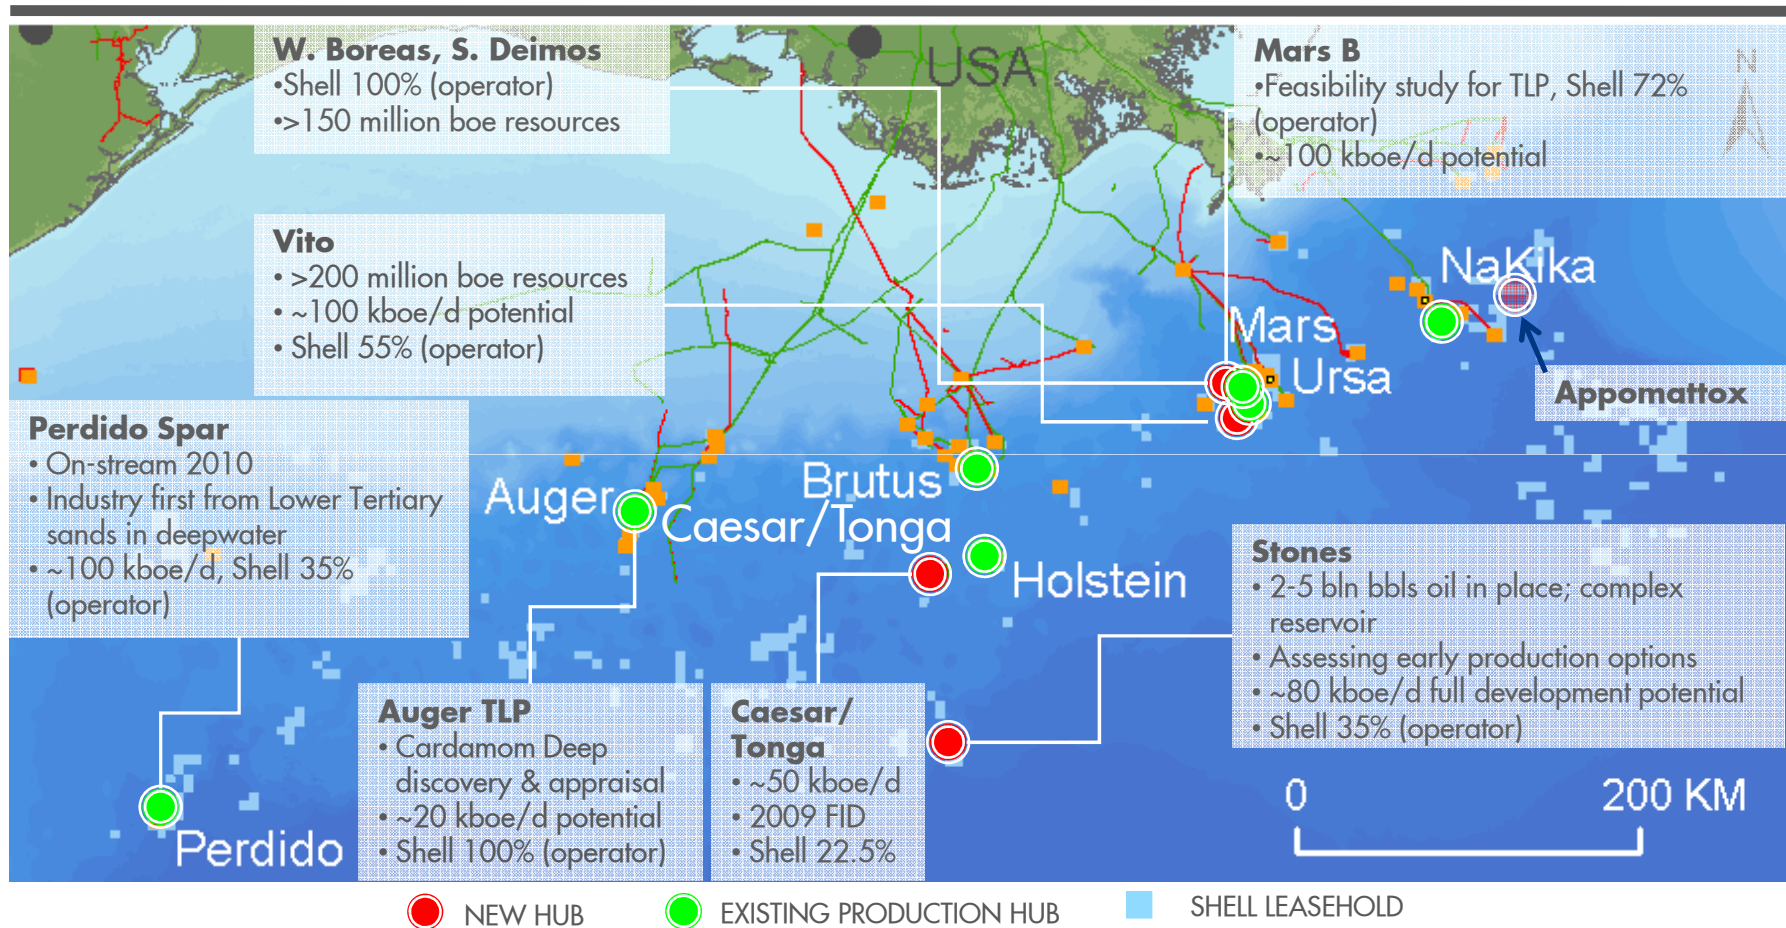 W. Boreas, S. Deimos
•Shell 100% (operator)
•>150 million boe resources
USA
Mars B
•Feasibility study for TLP, Shell 72%
(operator)
•~100 kboe/d potential
N
Vito
• >200 million boe resources
• ~100 kboe/d potential
• Shell 55% (operator)
NaKika
Mars
Ursa
Appomattox
Perdido Spar
• On-stream 2010
• Industry first from Lower Tertiary
sands in deepwater
• ~100 kboe/d, Shell 35%
(operator)
Auger
Brutus
Caesar/Tonga
Holstein
Stones
• 2-5 bln bbls oil in place; complex
reservoir
• Assessing early production options
• ~80 kboe/d full development potential
• Shell 35% (operator)
Auger TLP
• Cardamom Deep
discovery & appraisal
• ~20 kboe/d potential
• Shell 100% (operator)
Caesar/
Tonga
• ~50 kboe/d
• 2009 FID
• Shell 22.5%
Perdido
0 200 KM
NEW HUB
EXISTING PRODUCTION HUB
SHELL LEASEHOLD